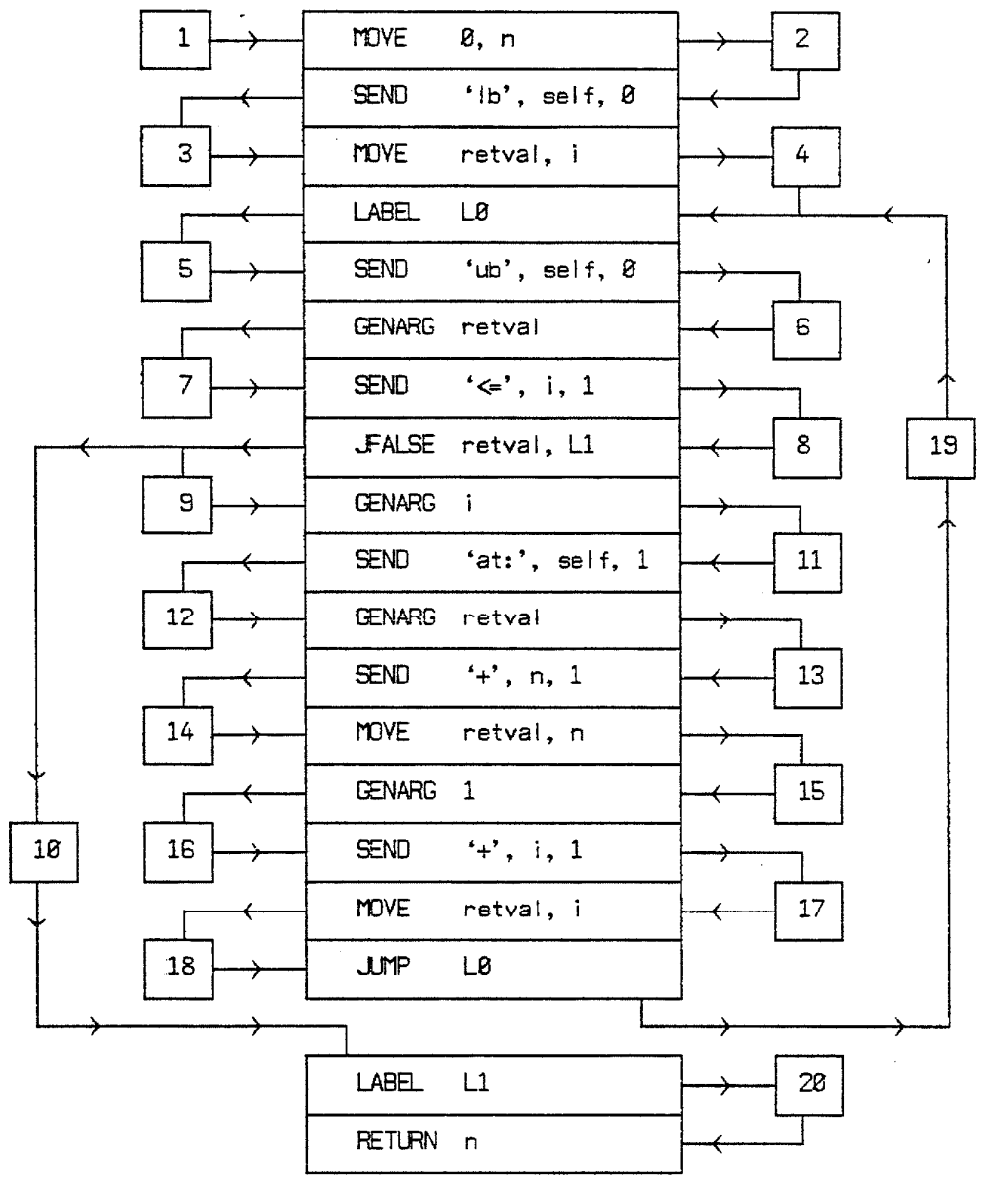 1 MOVE 0, n 2
SEND ‘lb’, self, 0
3 MOVE retval, i 4
LABEL L0
5 SEND ‘ub’, self, 0
GENARG retval 6
7 SEND ‘<=’, i, 1
JFALSE retval, L1 8 19
9 GENARG i
SEND ‘at:’, self, 1 11
12 GENARG retval
SEND ‘+’, n, 1 13
14 MOVE retval, n
GENARG 1 15
10 16 SEND ‘+’, i, 1
MOVE retval, i 17
18 JUMP L0
LABEL L1 20
RETURN n